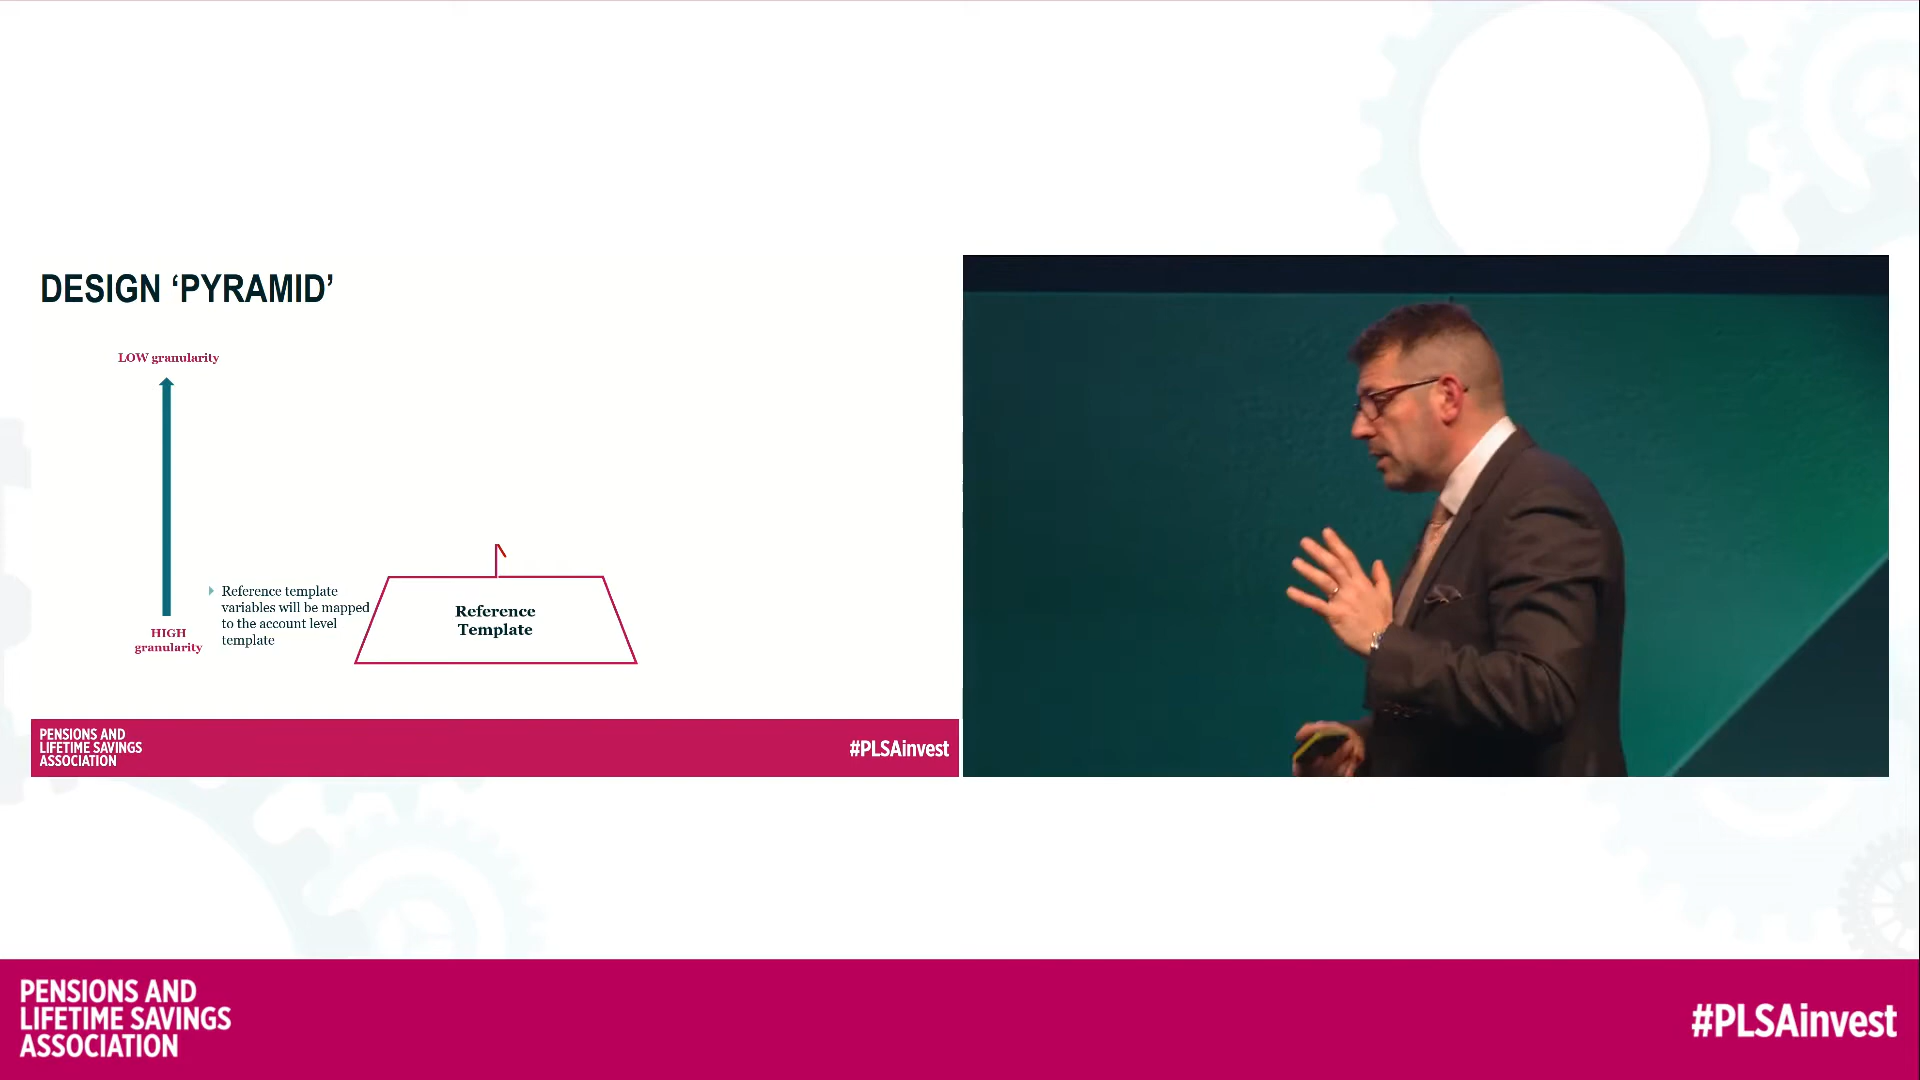 DESIGN ‘PYRAMID’
LOW granularity
Reference template
variables will be mapped
to the account level
template
HIGH
granularity
Reference
Template
PENSIONS AND
LIFETIME SAVINGS
ASSOCIATION
#PLSAinvest
PENSIONS AND
LIFETIME SAVINGS
ASSOCIATION
#PLSAinvest